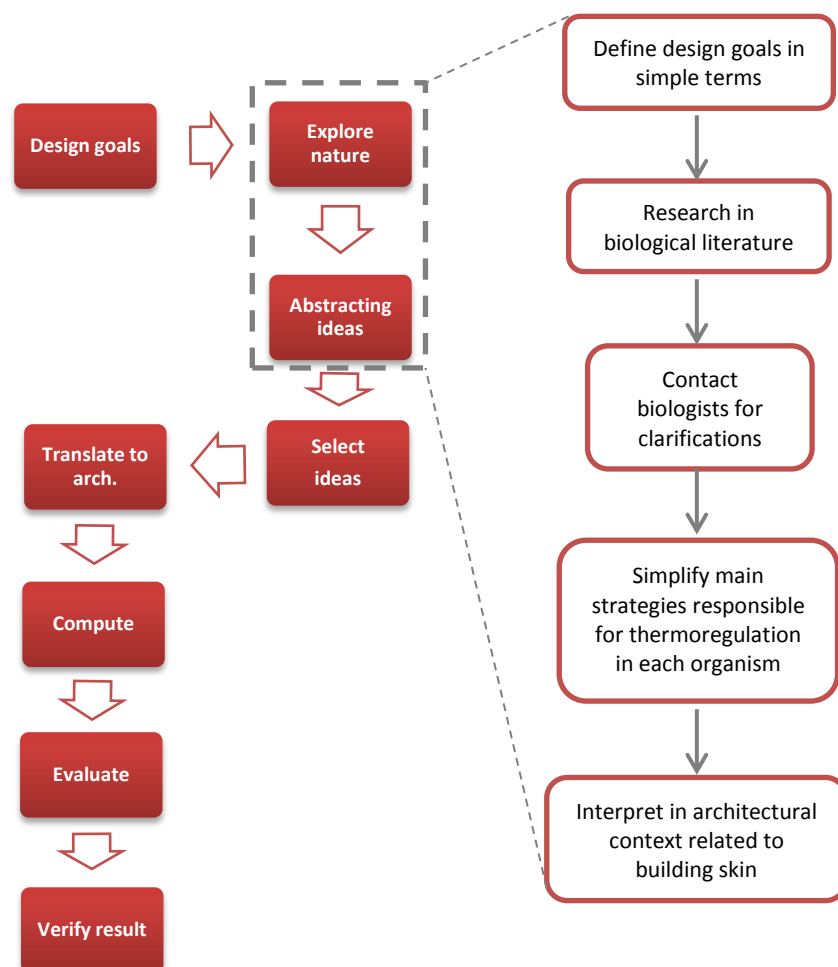 Design goals
Explore
nature
Abstracting
ideas
Select
ideas
Translate to
arch.
Compute
Evaluate
Verify result
Define design goals in
simple terms
Research in
biological literature
Contact
biologists for
clarifications
Simplify main
strategies responsible
for thermoregulation
in each organism
Interpret in architectural
context related to
building skin